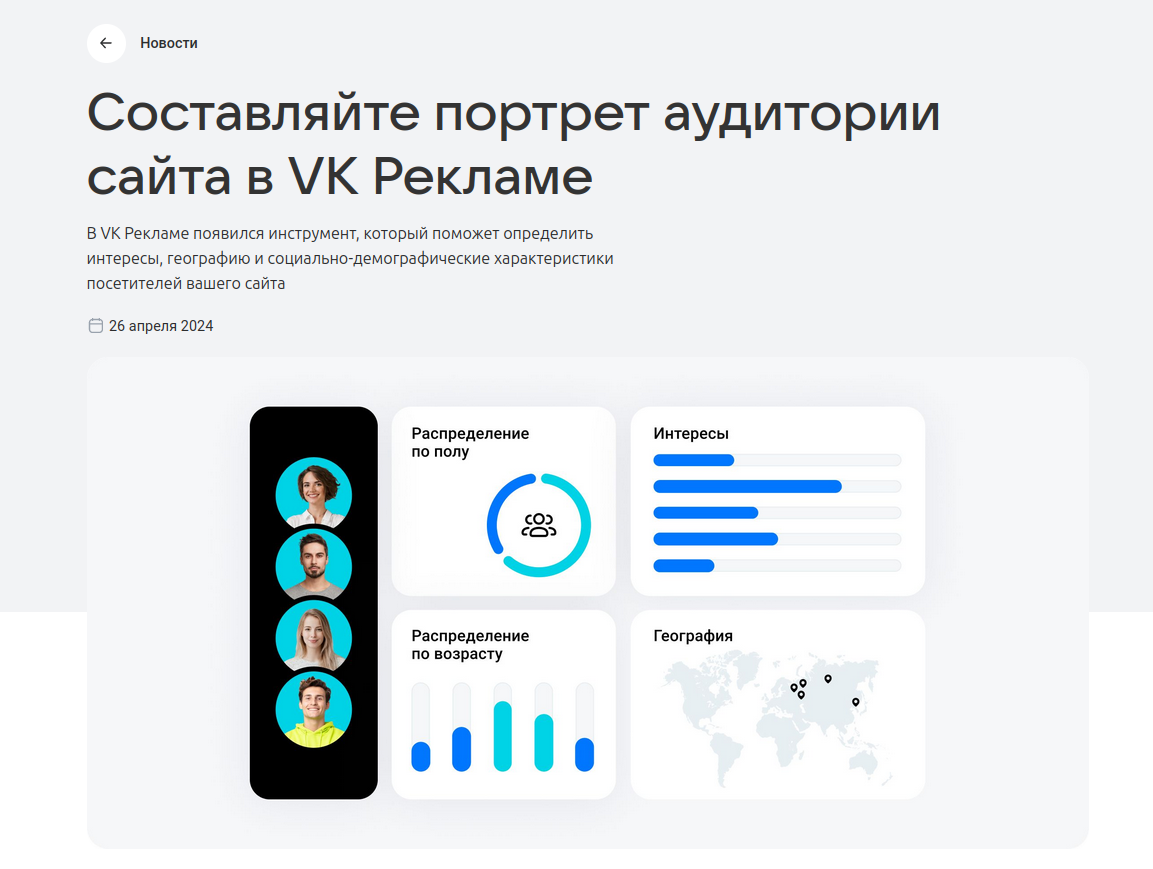 Новости
Составляйте портрет аудитории
сайта в VK Рекламе
В VK Рекламе появился инструмент, который поможет определить
интересы, географию и социально-демографические характеристики
посетителей вашего сайта
26 апреля 2024
Распределение
по полу
Интересы
Распределение
по возрасту
География